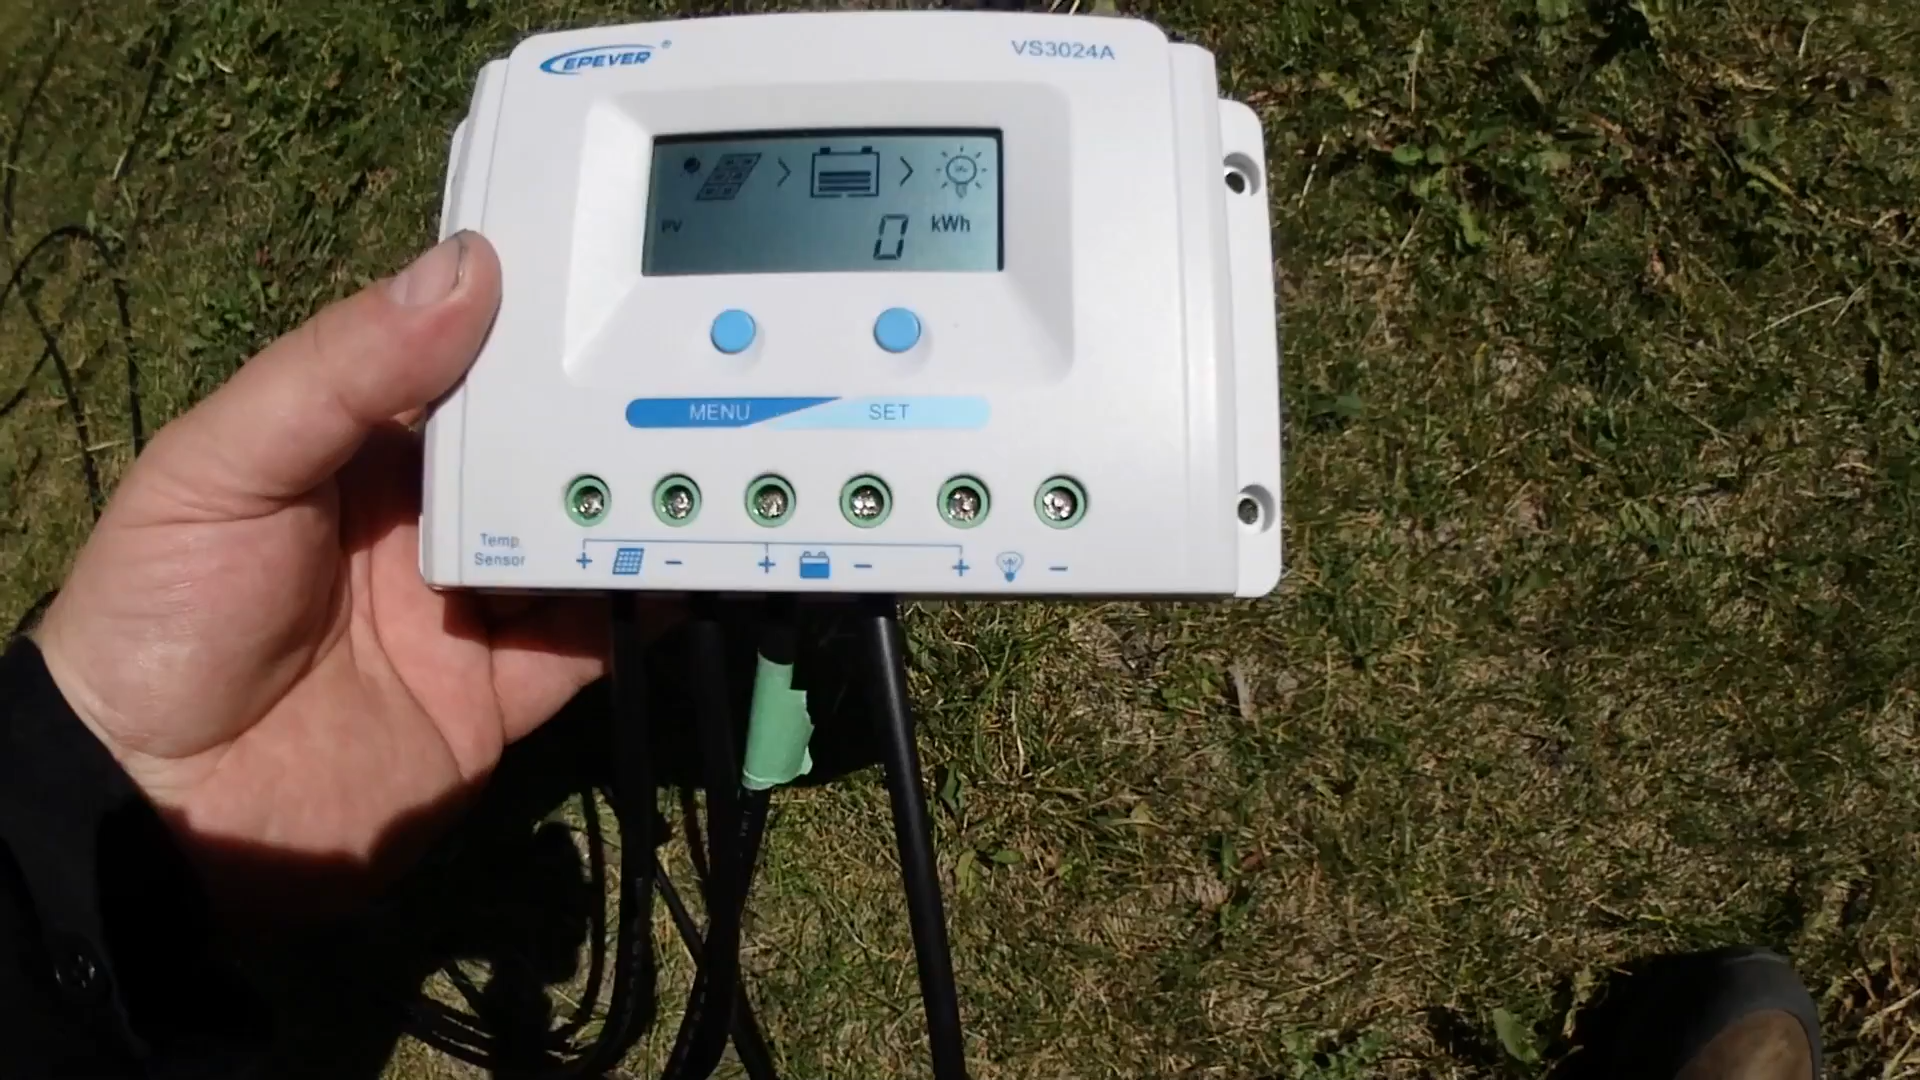 EPEVER®
VS3024A
PV 0 kWh
MENU SET
Temp
Sensor
+ − + − + −